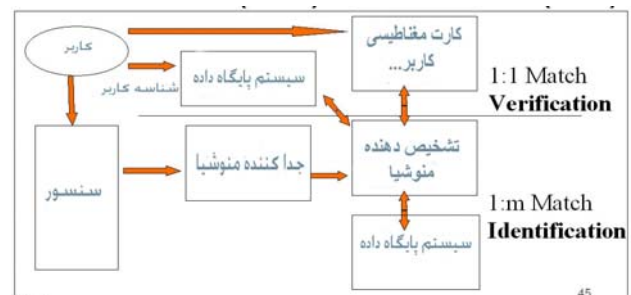 کاربر
شناسه کاربر
سیستم پایگاه داده
کارت مغناطیسی
کاربر...
1:1 Match
Verification
سنسور
جدا کننده منوشیا
تشخیص دهنده
منوشیا
1:m Match
Identification
سیستم پایگاه داده
45